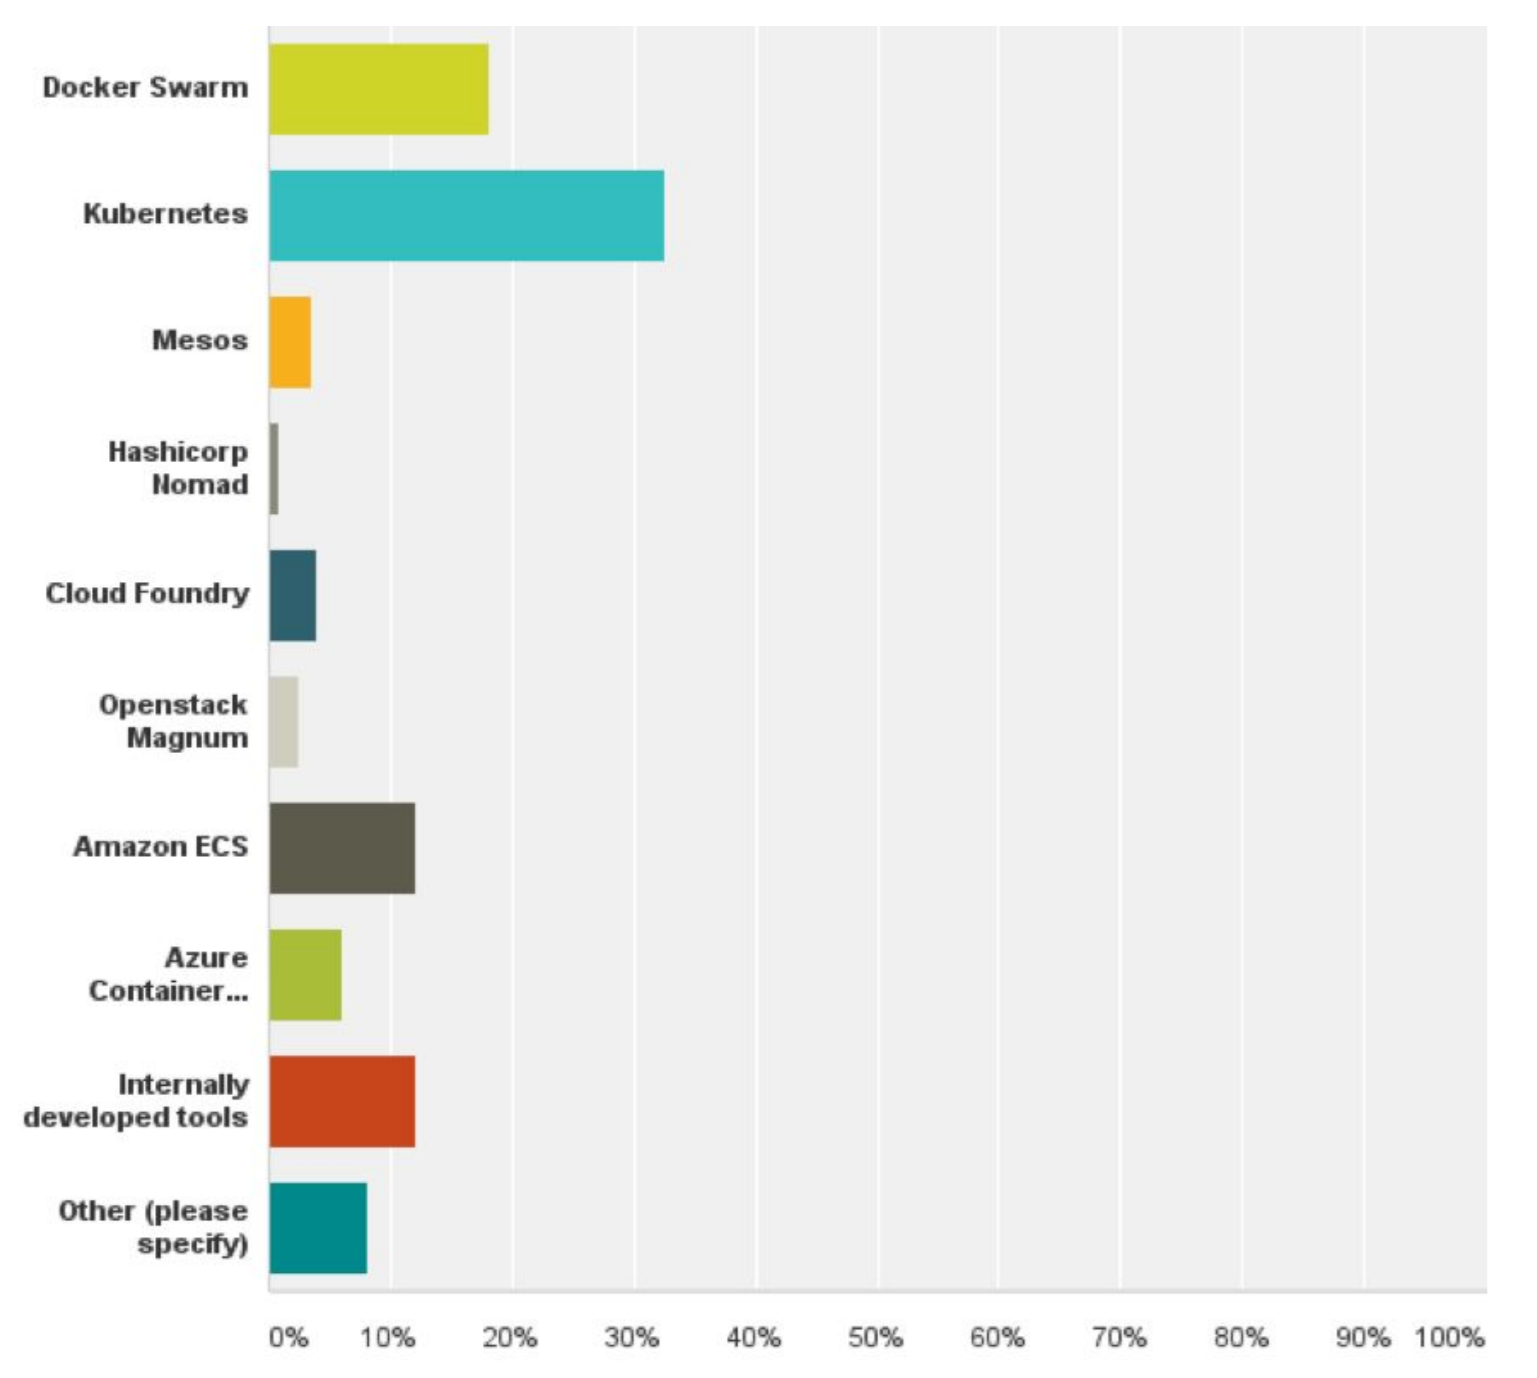 Docker Swarm
Kubernetes
Mesos
Hashicorp
Nomad
Cloud Foundry
Openstack
Magnum
Amazon ECS
Azure
Container...
Internally
developed tools
Other (please
specify)
0% 10% 20% 30% 40% 50% 60% 70% 80% 90% 100%